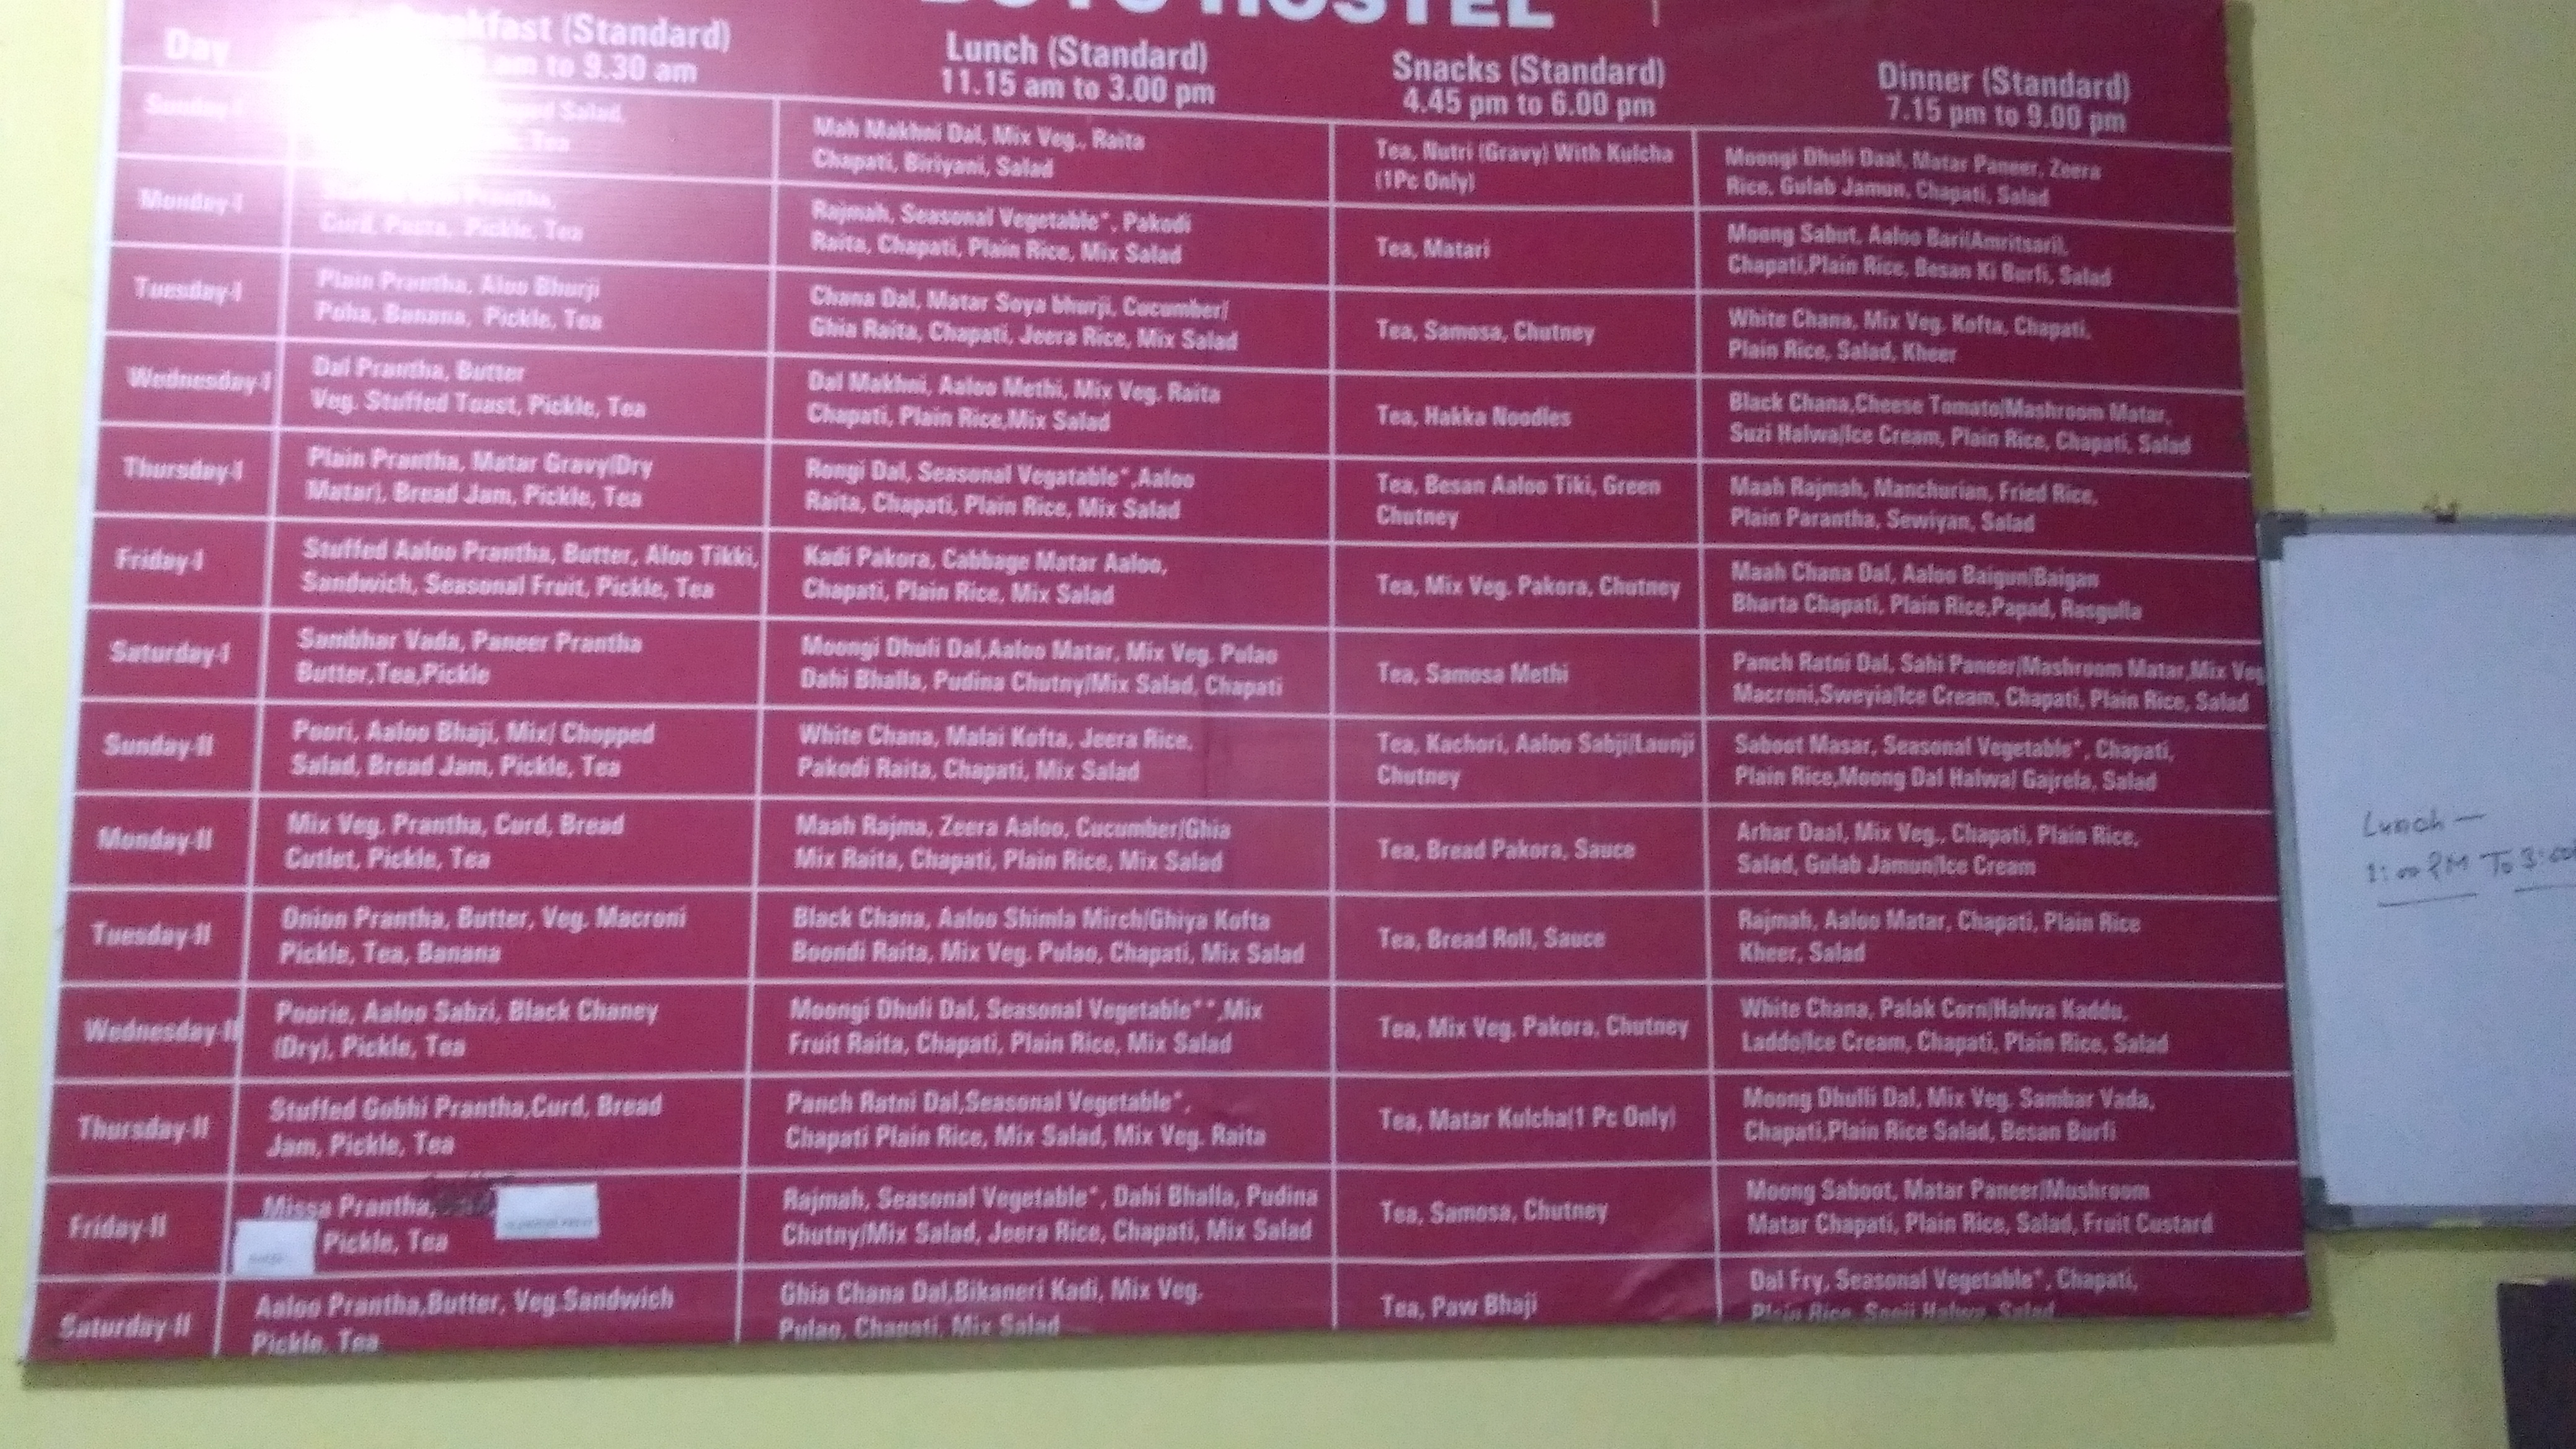 BOYS HOSTEL
Day
(Standard)
am to 9.30 am
Lunch (Standard)
11.15 am to 3.00 pm
Snacks (Standard)
4.45 pm to 6.00 pm
Dinner (Standard)
7.15 pm to 9.00 pm
Sunday-I
Salad,
Tea
Mah Makhni Dal, Mix Veg., Raita
Chapati, Biriyani, Salad
Tea, Nutri (Gravy) With Kulcha
(1Pc Only)
Moongi Dhuli Daal, Matar Paneer, Zeera
Rice, Gulab Jamun, Chapati, Salad
Monday-I
Prantha,
Curd, Pasta, Pickle, Tea
Rajmah, Seasonal Vegetable*, Pakodi
Raita, Chapati, Plain Rice, Mix Salad
Tea, Matari
Moong Sabut, Aaloo Bari(Amritsari),
Chapati,Plain Rice, Besan Ki Burfi, Salad
Tuesday-I
Plain Prantha, Aloo Bhurji
Poha, Banana, Pickle, Tea
Chana Dal, Matar Soya bhurji, Cucumber/
Ghia Raita, Chapati, Jeera Rice, Mix Salad
Tea, Samosa, Chutney
White Chana, Mix Veg. Kofta, Chapati,
Plain Rice, Salad, Kheer
Wednesday-I
Dal Prantha, Butter
Veg. Stuffed Toast, Pickle, Tea
Dal Makhni, Aaloo Methi, Mix Veg. Raita
Chapati, Plain Rice,Mix Salad
Tea, Hakka Noodles
Black Chana,Cheese Tomato/Mashroom Matar,
Suzi Halwa/Ice Cream, Plain Rice, Chapati, Salad
Thursday-I
Plain Prantha, Matar Gravy/Dry
Matari, Bread Jam, Pickle, Tea
Rongi Dal, Seasonal Vegatable*,Aaloo
Raita, Chapati, Plain Rice, Mix Salad
Tea, Besan Aaloo Tiki, Green
Chutney
Maah Rajmah, Manchurian, Fried Rice,
Plain Parantha, Sewiyan, Salad
Friday-I
Stuffed Aaloo Prantha, Butter, Aloo Tikki,
Sandwich, Seasonal Fruit, Pickle, Tea
Kadi Pakora, Cabbage Matar Aaloo,
Chapati, Plain Rice, Mix Salad
Tea, Mix Veg. Pakora, Chutney
Maah Chana Dal, Aaloo Baigun/Baigan
Bharta Chapati, Plain Rice,Papad, Rasgulla
Saturday-I
Sambhar Vada, Paneer Prantha
Butter,Tea,Pickle
Moongi Dhuli Dal,Aaloo Matar, Mix Veg. Pulao
Dahi Bhalla, Pudina Chutny/Mix Salad, Chapati
Tea, Samosa Methi
Panch Ratni Dal, Sahi Paneer/Mashroom Matar,Mix Veg
Macroni,Sweyia/Ice Cream, Chapati, Plain Rice, Salad
Sunday-II
Poori, Aaloo Bhaji, Mix/ Chopped
Salad, Bread Jam, Pickle, Tea
White Chana, Malai Kofta, Jeera Rice,
Pakodi Raita, Chapati, Mix Salad
Tea, Kachori, Aaloo Sabji/Launji
Chutney
Saboot Masar, Seasonal Vegetable*, Chapati,
Plain Rice,Moong Dal Halwa/ Gajrela, Salad
Monday-II
Mix Veg. Prantha, Curd, Bread
Cutlet, Pickle, Tea
Maah Rajma, Zeera Aaloo, Cucumber/Ghia
Mix Raita, Chapati, Plain Rice, Mix Salad
Tea, Bread Pakora, Sauce
Arhar Daal, Mix Veg., Chapati, Plain Rice,
Salad, Gulab Jamun/Ice Cream
Lunch —
1:00 PM To 3:00
Tuesday-II
Onion Prantha, Butter, Veg. Macroni
Pickle, Tea, Banana
Black Chana, Aaloo Shimla Mirch/Ghiya Kofta
Boondi Raita, Mix Veg. Pulao, Chapati, Mix Salad
Tea, Bread Roll, Sauce
Rajmah, Aaloo Matar, Chapati, Plain Rice
Kheer, Salad
Wednesday-II
Poorie, Aaloo Sabzi, Black Chaney
(Dry), Pickle, Tea
Moongi Dhuli Dal, Seasonal Vegetable**,Mix
Fruit Raita, Chapati, Plain Rice, Mix Salad
Tea, Mix Veg. Pakora, Chutney
White Chana, Palak Corn/Halwa Kaddu,
Laddo/Ice Cream, Chapati, Plain Rice, Salad
Thursday-II
Stuffed Gobhi Prantha,Curd, Bread
Jam, Pickle, Tea
Panch Ratni Dal,Seasonal Vegetable*,
Chapati Plain Rice, Mix Salad, Mix Veg. Raita
Tea, Matar Kulcha(1 Pc Only)
Moong Dhulli Dal, Mix Veg. Sambar Vada,
Chapati,Plain Rice Salad, Besan Burfi
Friday-II
Missa Prantha,
Pickle, Tea
Rajmah, Seasonal Vegetable*, Dahi Bhalla, Pudina
Chutny/Mix Salad, Jeera Rice, Chapati, Mix Salad
Tea, Samosa, Chutney
Moong Saboot, Matar Paneer/Mushroom
Matar Chapati, Plain Rice, Salad, Fruit Custard
Saturday-II
Aaloo Prantha,Butter, Veg.Sandwich
Pickle, Tea
Ghia Chana Dal,Bikaneri Kadi, Mix Veg.
Pulao, Chapati, Mix Salad
Tea, Paw Bhaji
Dal Fry, Seasonal Vegetable*, Chapati,
Plain Rice, Sooji Halwa, Salad